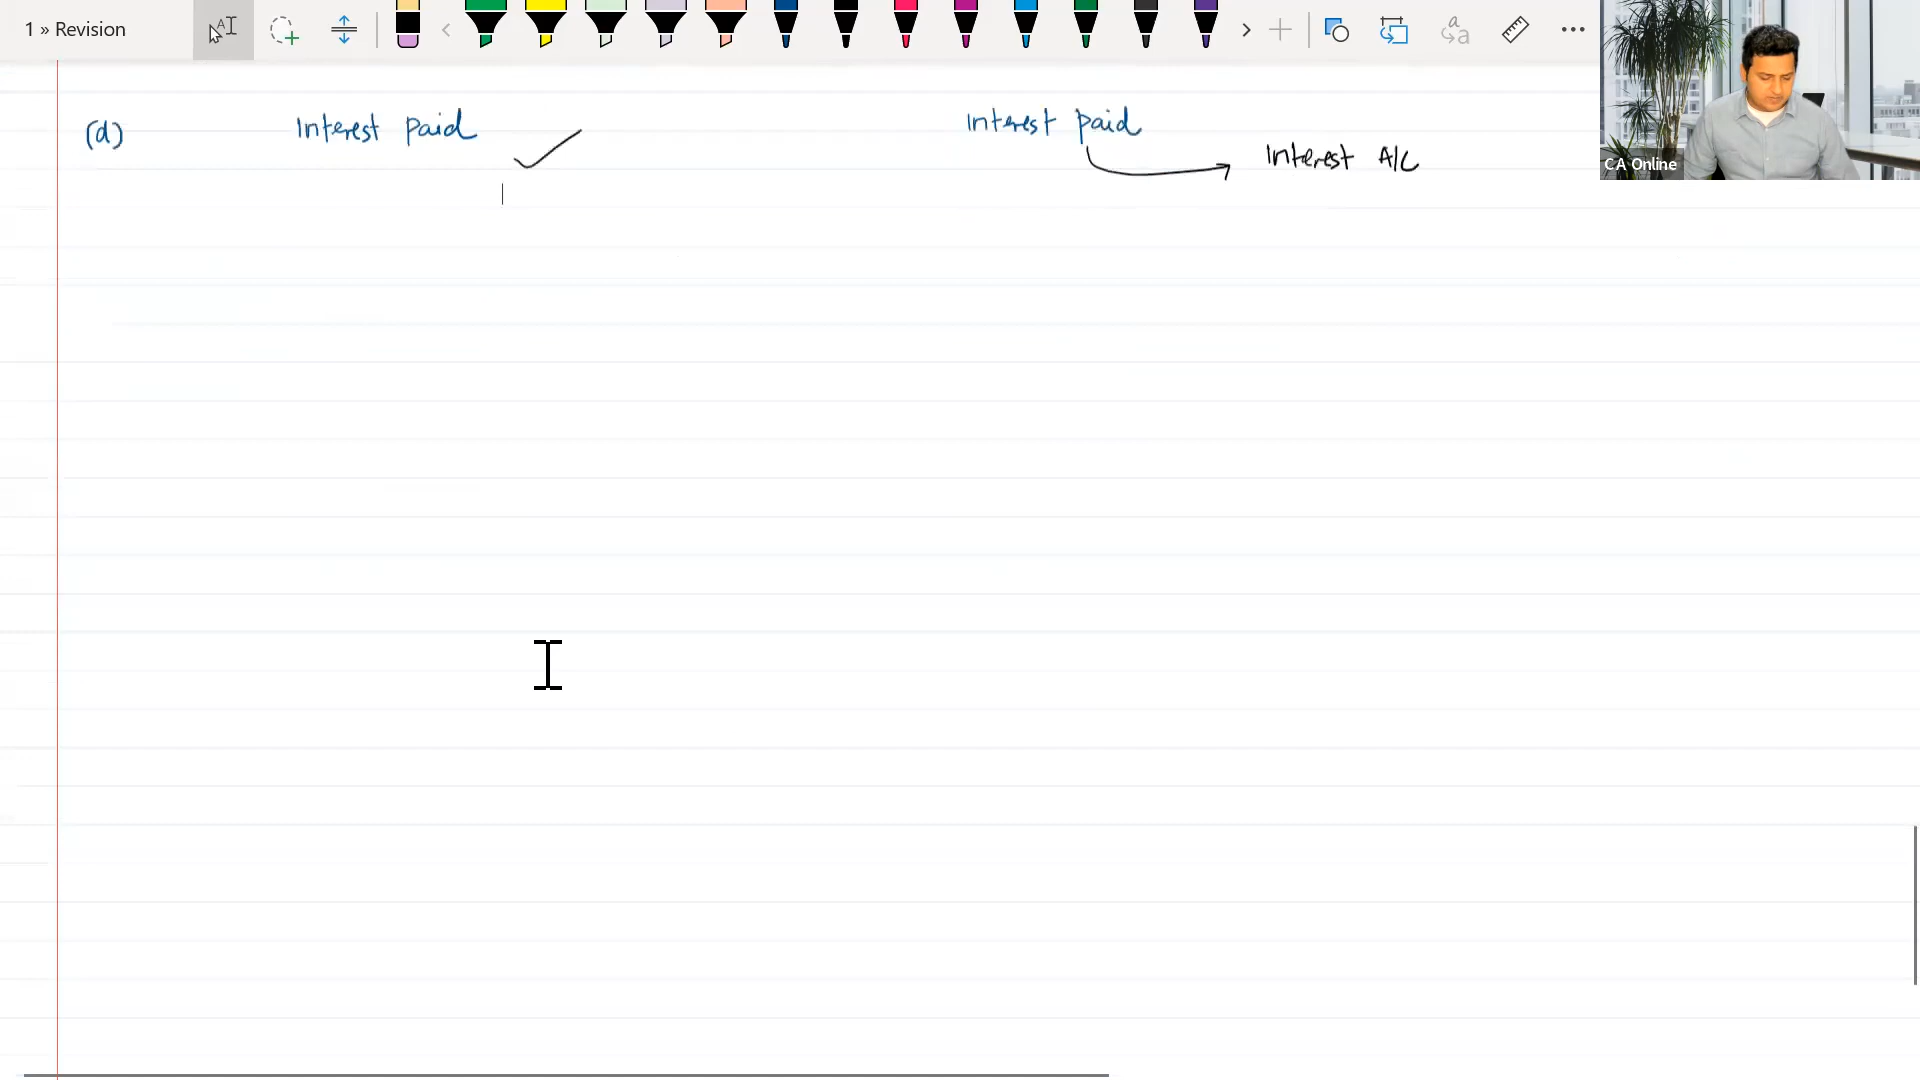 1 » Revision
(d) Interest paid Interest paid
Interest A/C
CA Online